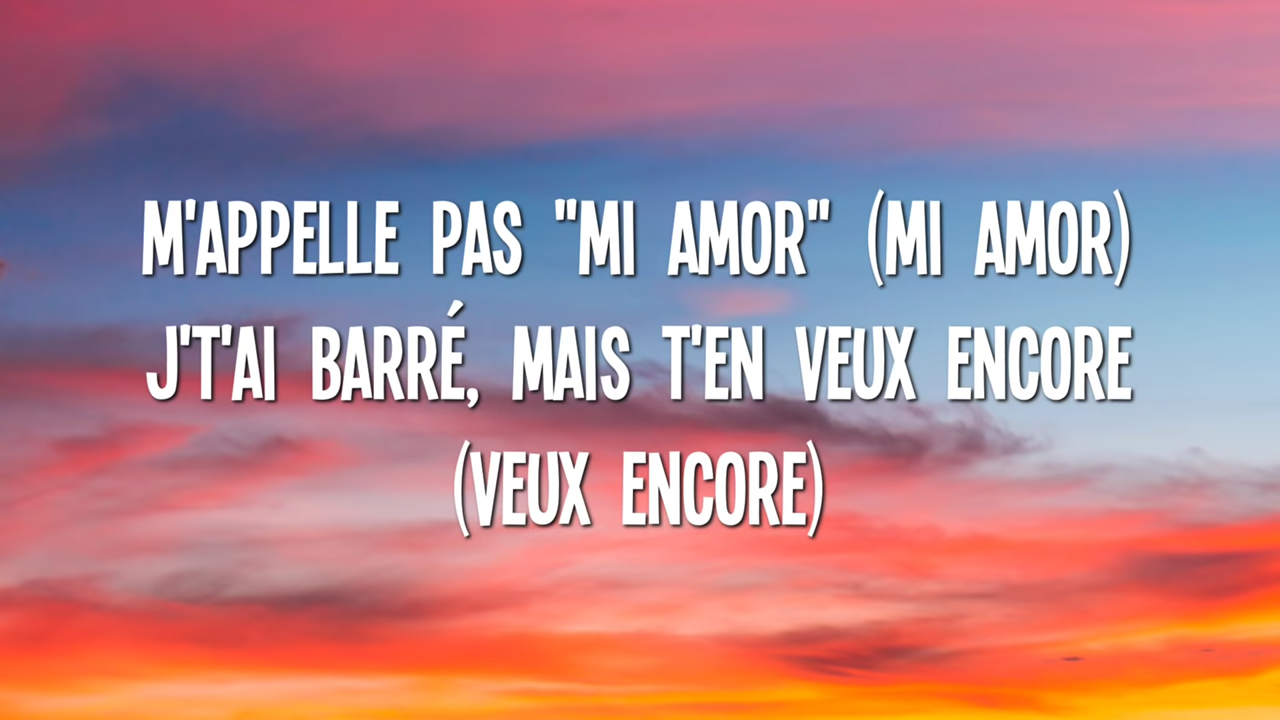 M'APPELLE PAS "MI AMOR" (MI AMOR)
J'T'AI BARRÉ, MAIS T'EN VEUX ENCORE
(VEUX ENCORE)